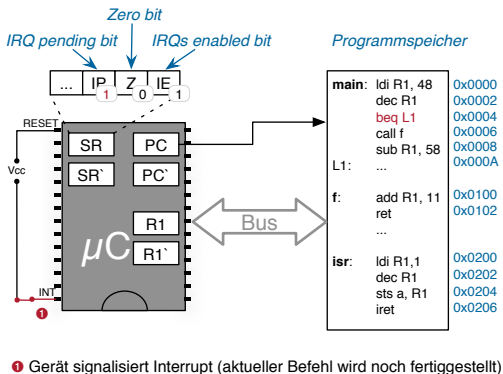 Zero bit
IRQ pending bit
IRQs enabled bit
Programmspeicher
... IP Z IE
1 0 1
RESET
Vcc
INT
SR PC
SR` PC`
R1
R1`
µC
Bus
main: ldi R1, 48 0x0000
dec R1 0x0002
beq L1 0x0004
call f 0x0006
sub R1, 58 0x0008
L1: ... 0x000A
f: add R1, 11 0x0100
ret 0x0102
...
isr: ldi R1,1 0x0200
dec R1 0x0202
sts a, R1 0x0204
iret 0x0206
1
1 Gerät signalisiert Interrupt (aktueller Befehl wird noch fertiggestellt)